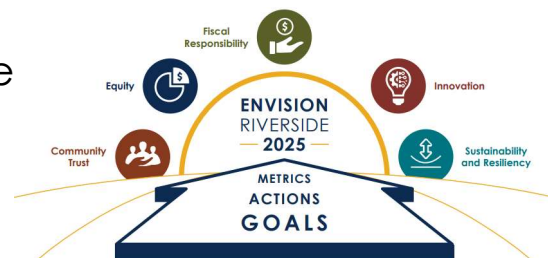 e
Fiscal
Responsibility
$
Equity
$
Innovation
Community
Trust
Sustainability
and Resiliency
ENVISION
RIVERSIDE
2025
METRICS
ACTIONS
GOALS